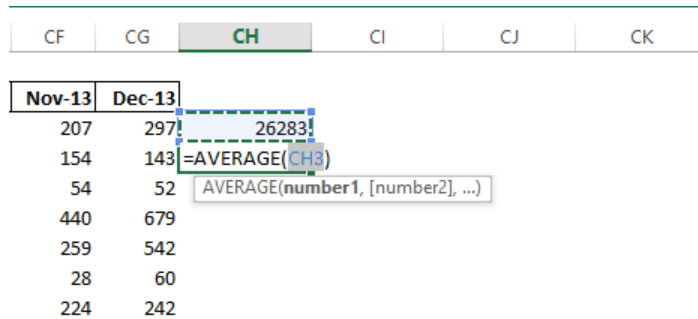 CF CG CH CI CJ CK
Nov-13 Dec-13
207 297 26283
154 143 =AVERAGE(CH3)
54 52 AVERAGE(number1, [number2], ...)
440 679
259 542
28 60
224 242